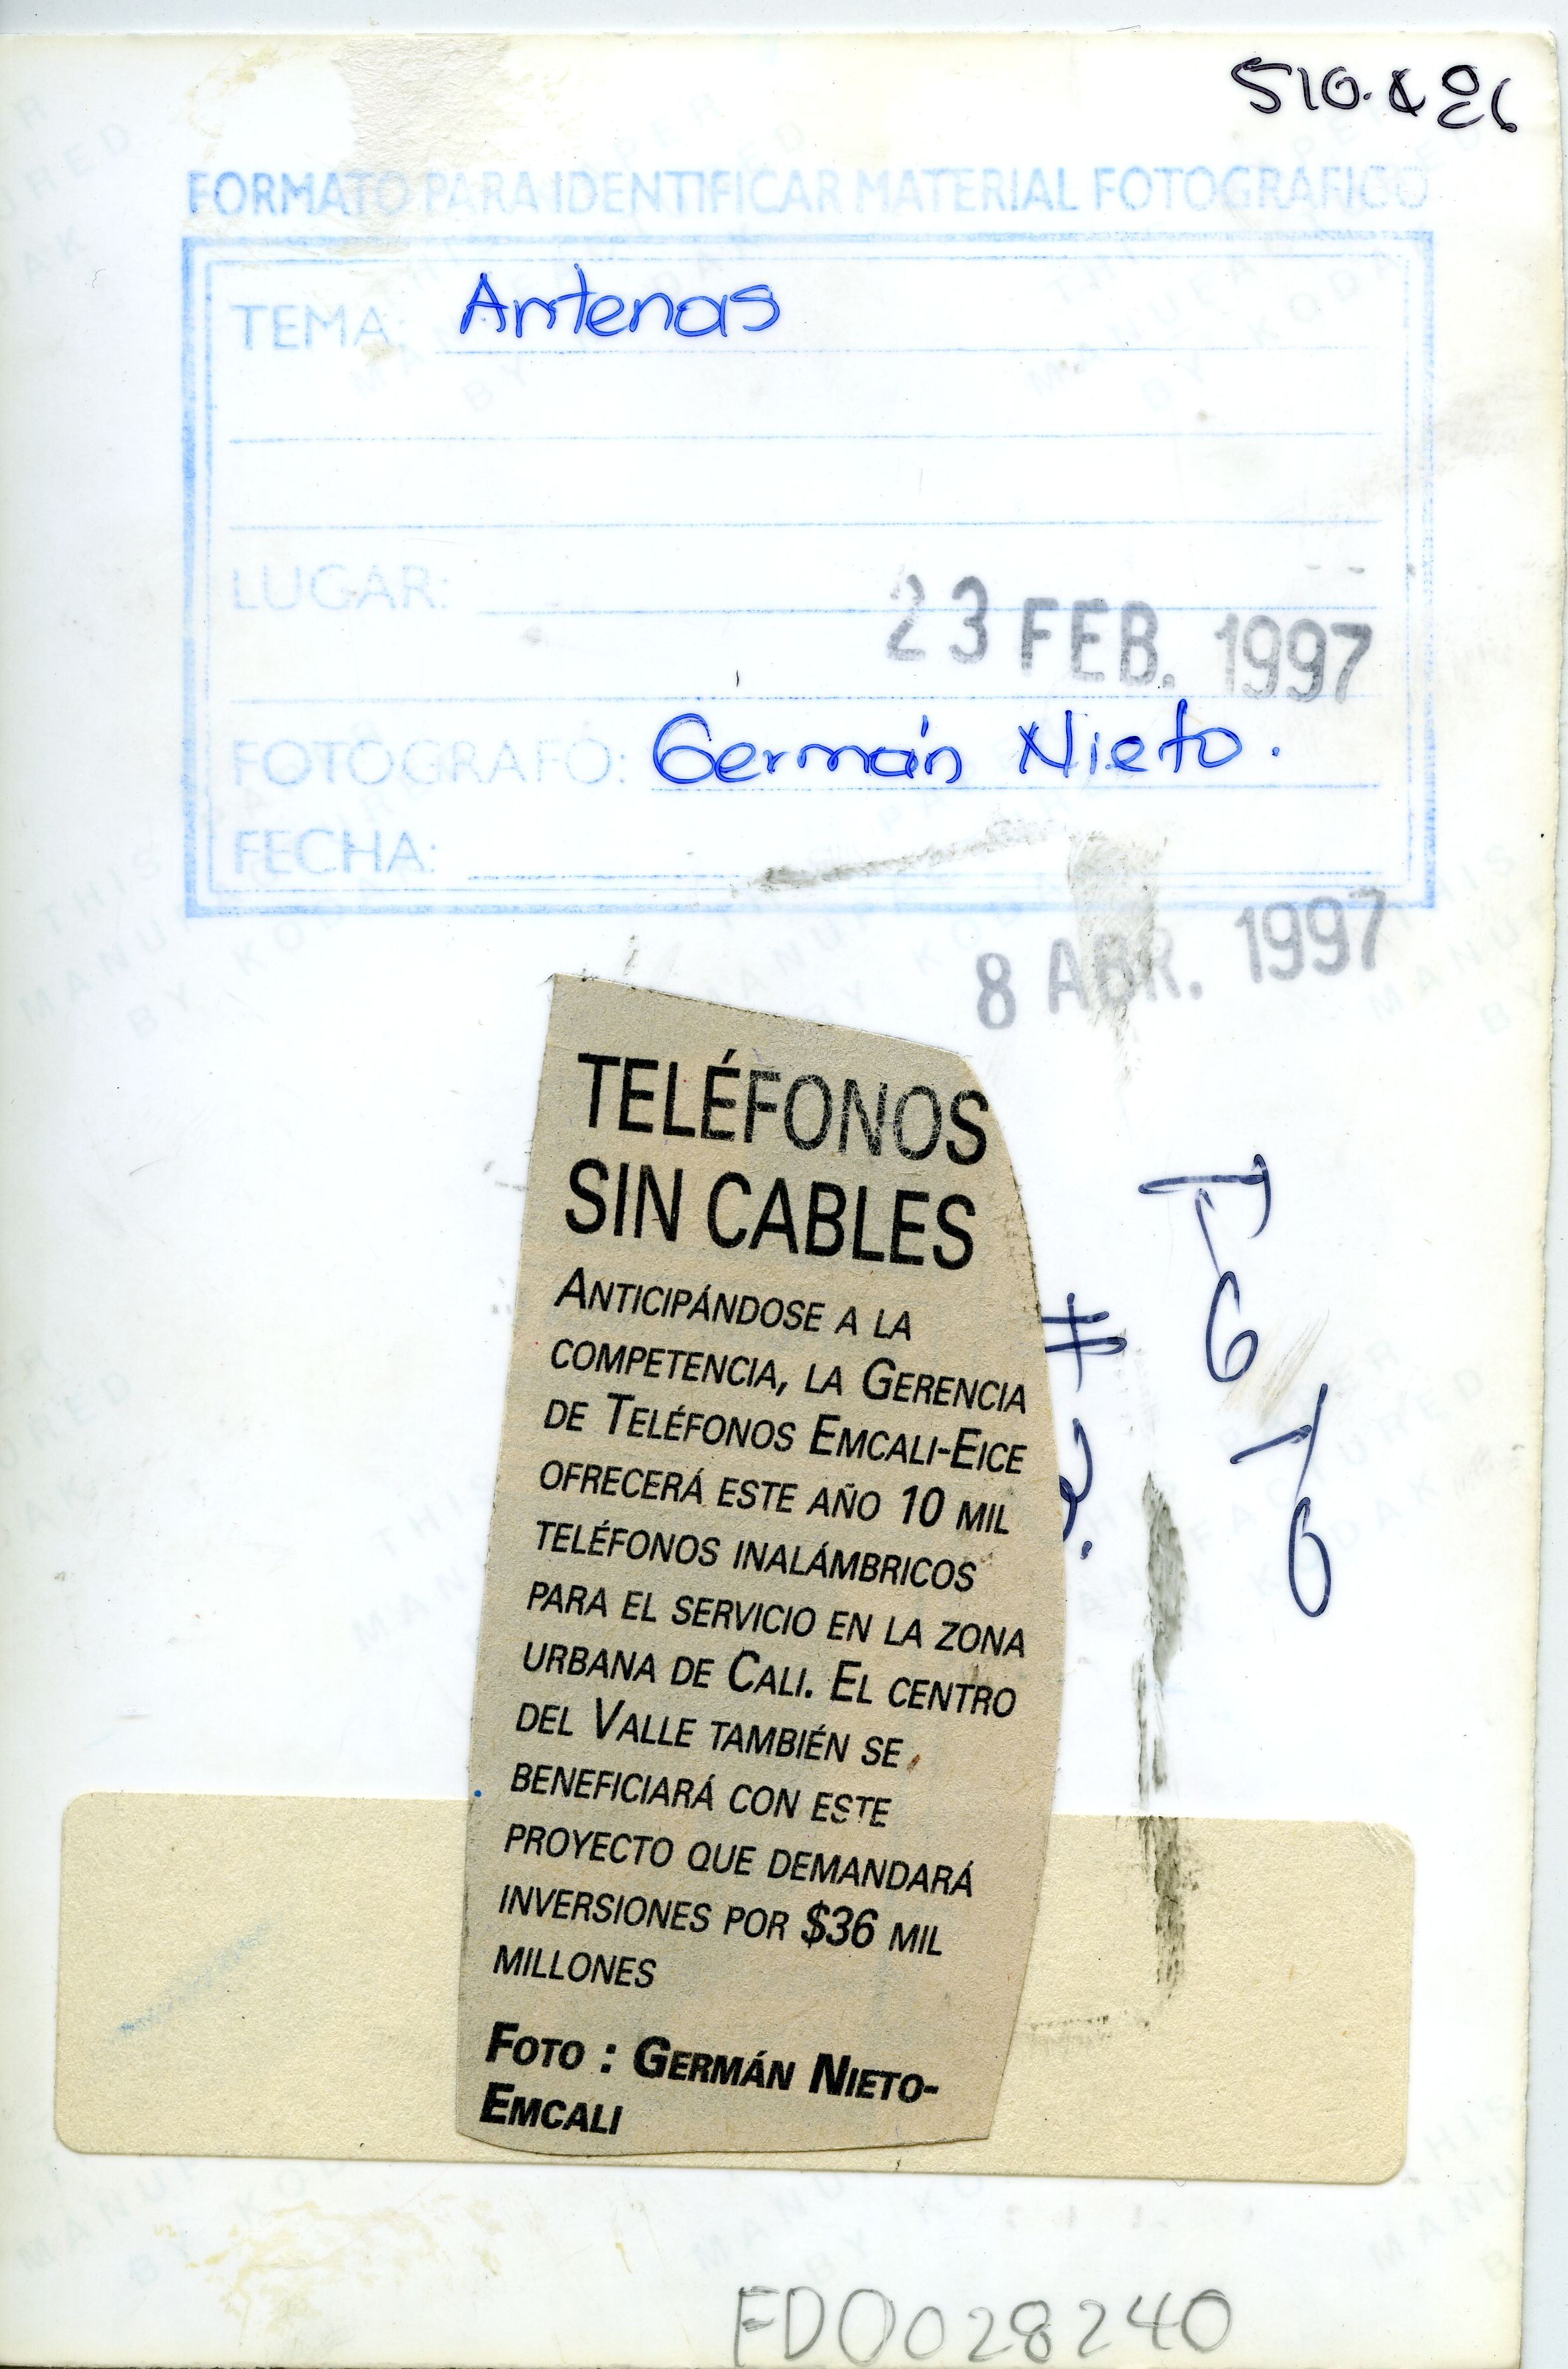 FORMATO PARA IDENTIFICAR MATERIAL FOTOGRAFICO
TEMA: Antenas
LUGAR:
23 FEB. 1997
FOTOGRAFO: Germán Nieto.
FECHA:
8 ABR. 1997
TELÉFONOS
SIN CABLES
ANTICIPÁNDOSE A LA
COMPETENCIA, LA GERENCIA
DE TELÉFONOS EMCALI-EICE
OFRECERÁ ESTE AÑO 10 MIL
TELÉFONOS INALÁMBRICOS
PARA EL SERVICIO EN LA ZONA
URBANA DE CALI. EL CENTRO
DEL VALLE TAMBIÉN SE
BENEFICIARÁ CON ESTE
PROYECTO QUE DEMANDARÁ
INVERSIONES POR $36 MIL
MILLONES
FOTO : GERMÁN NIETO-
EMCALI
FD0028240